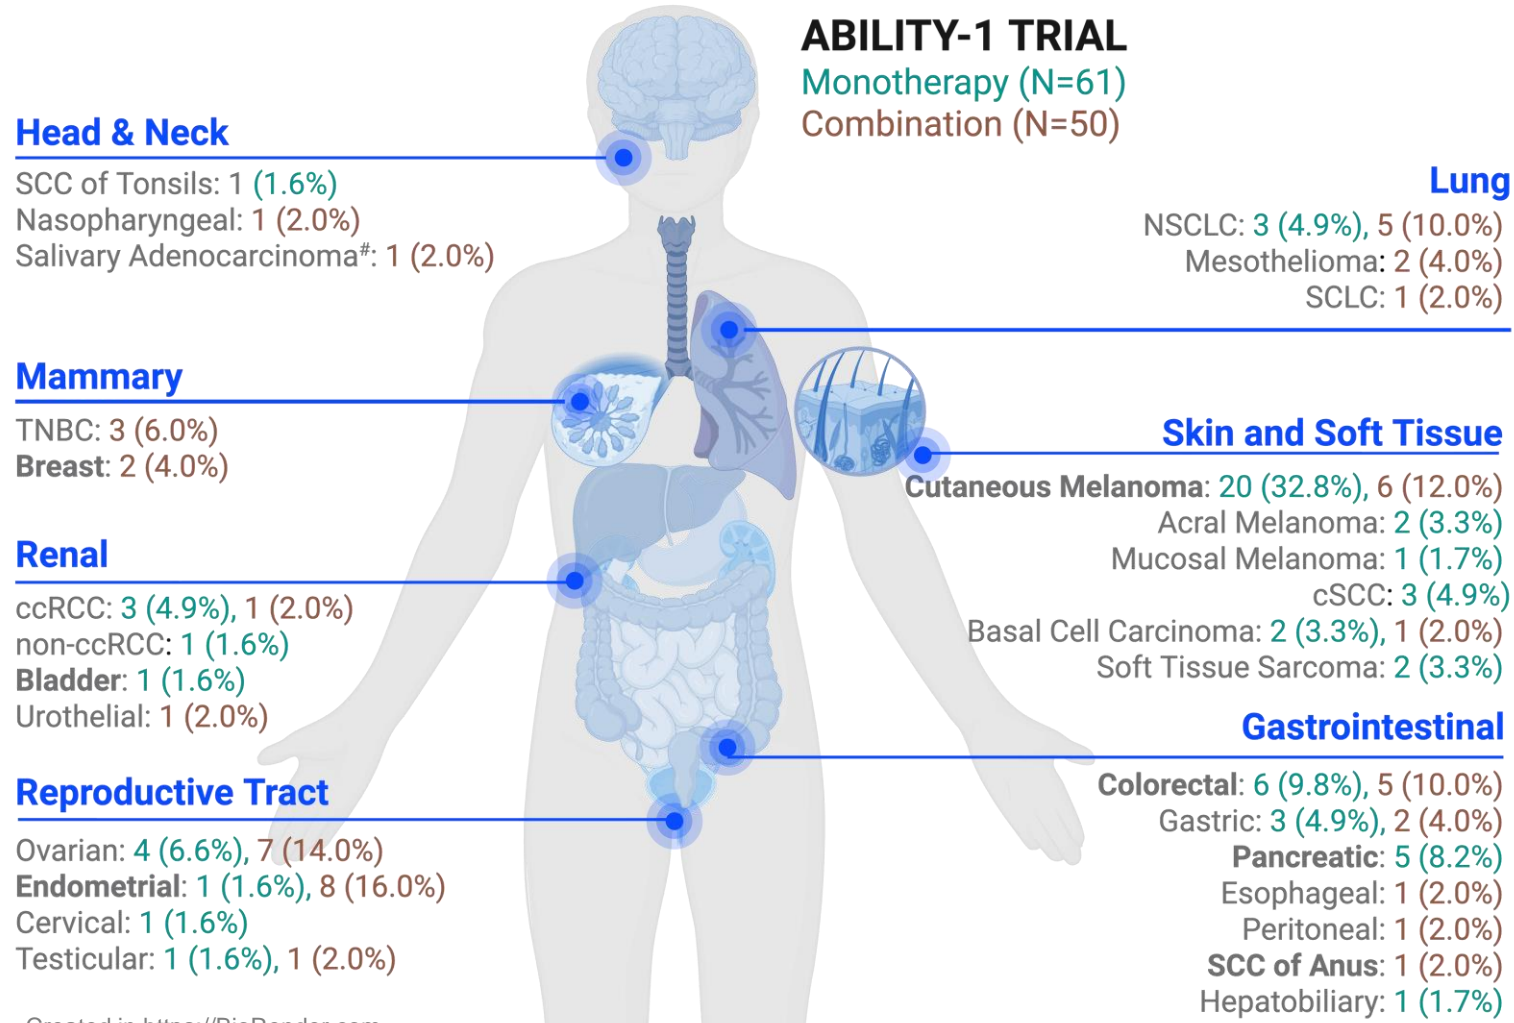 ABILITY-1 TRIAL
Monotherapy (N=61)
Combination (N=50)
Head & Neck
SCC of Tonsils: 1 (1.6%)
Nasopharyngeal: 1 (2.0%)
Salivary Adenocarcinoma#: 1 (2.0%)
Mammary
TNBC: 3 (6.0%)
Breast: 2 (4.0%)
Renal
ccRCC: 3 (4.9%), 1 (2.0%)
non-ccRCC: 1 (1.6%)
Bladder: 1 (1.6%)
Urothelial: 1 (2.0%)
Reproductive Tract
Ovarian: 4 (6.6%), 7 (14.0%)
Endometrial: 1 (1.6%), 8 (16.0%)
Cervical: 1 (1.6%)
Testicular: 1 (1.6%), 1 (2.0%)
Created in https://BioRender.com
Lung
NSCLC: 3 (4.9%), 5 (10.0%)
Mesothelioma: 2 (4.0%)
SCLC: 1 (2.0%)
Skin and Soft Tissue
Cutaneous Melanoma: 20 (32.8%), 6 (12.0%)
Acral Melanoma: 2 (3.3%)
Mucosal Melanoma: 1 (1.7%)
cSCC: 3 (4.9%)
Basal Cell Carcinoma: 2 (3.3%), 1 (2.0%)
Soft Tissue Sarcoma: 2 (3.3%)
Gastrointestinal
Colorectal: 6 (9.8%), 5 (10.0%)
Gastric: 3 (4.9%), 2 (4.0%)
Pancreatic: 5 (8.2%)
Esophageal: 1 (2.0%)
Peritoneal: 1 (2.0%)
SCC of Anus: 1 (2.0%)
Hepatobiliary: 1 (1.7%)